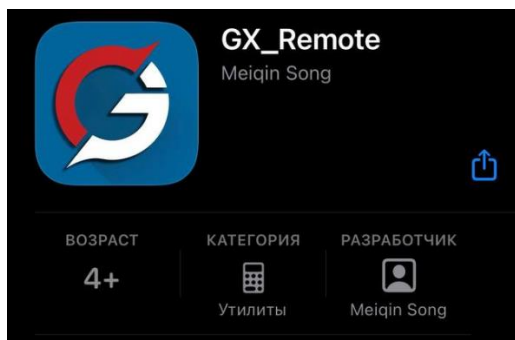 GX_Remote
Meiqin Song
ВОЗРАСТ
КАТЕГОРИЯ
РАЗРАБОТЧИК
4+
Утилиты
Meiqin Song